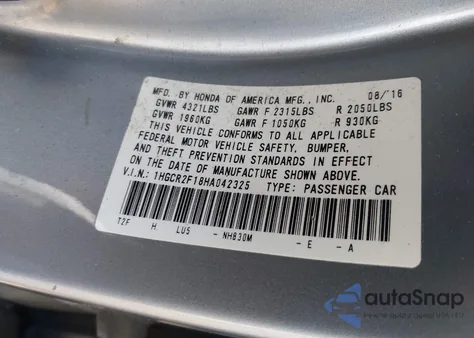 MFD. BY HONDA OF AMERICA MFG., INC. 08/'16
GVWR 4321LBS GAWR F 2315LBS R 2050LBS
GVWR 1960KG GAWR F 1050KG R 930KG
THIS VEHICLE CONFORMS TO ALL APPLICABLE
FEDERAL MOTOR VEHICLE SAFETY, BUMPER,
AND THEFT PREVENTION STANDARDS IN EFFECT
ON THE DATE OF MANUFACTURE SHOWN ABOVE.
V.I.N.: 1HGCR2F18HA042325 TYPE: PASSENGER CAR
T2F H LU5 -NH830M -E -A
autoSnap